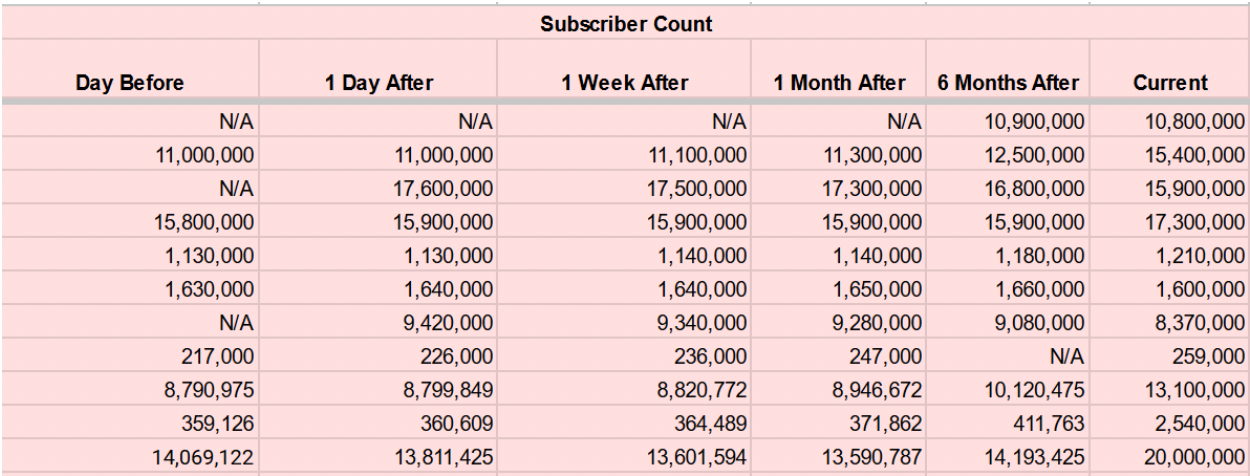 Subscriber Count
Day Before 1 Day After 1 Week After 1 Month After 6 Months After Current
N/A N/A N/A N/A 10,900,000 10,800,000
11,000,000 11,000,000 11,100,000 11,300,000 12,500,000 15,400,000
N/A 17,600,000 17,500,000 17,300,000 16,800,000 15,900,000
15,800,000 15,900,000 15,900,000 15,900,000 15,900,000 17,300,000
1,130,000 1,130,000 1,140,000 1,140,000 1,180,000 1,210,000
1,630,000 1,640,000 1,640,000 1,650,000 1,660,000 1,600,000
N/A 9,420,000 9,340,000 9,280,000 9,080,000 8,370,000
217,000 226,000 236,000 247,000 N/A 259,000
8,790,975 8,799,849 8,820,772 8,946,672 10,120,475 13,100,000
359,126 360,609 364,489 371,862 411,763 2,540,000
14,069,122 13,811,425 13,601,594 13,590,787 14,193,425 20,000,000